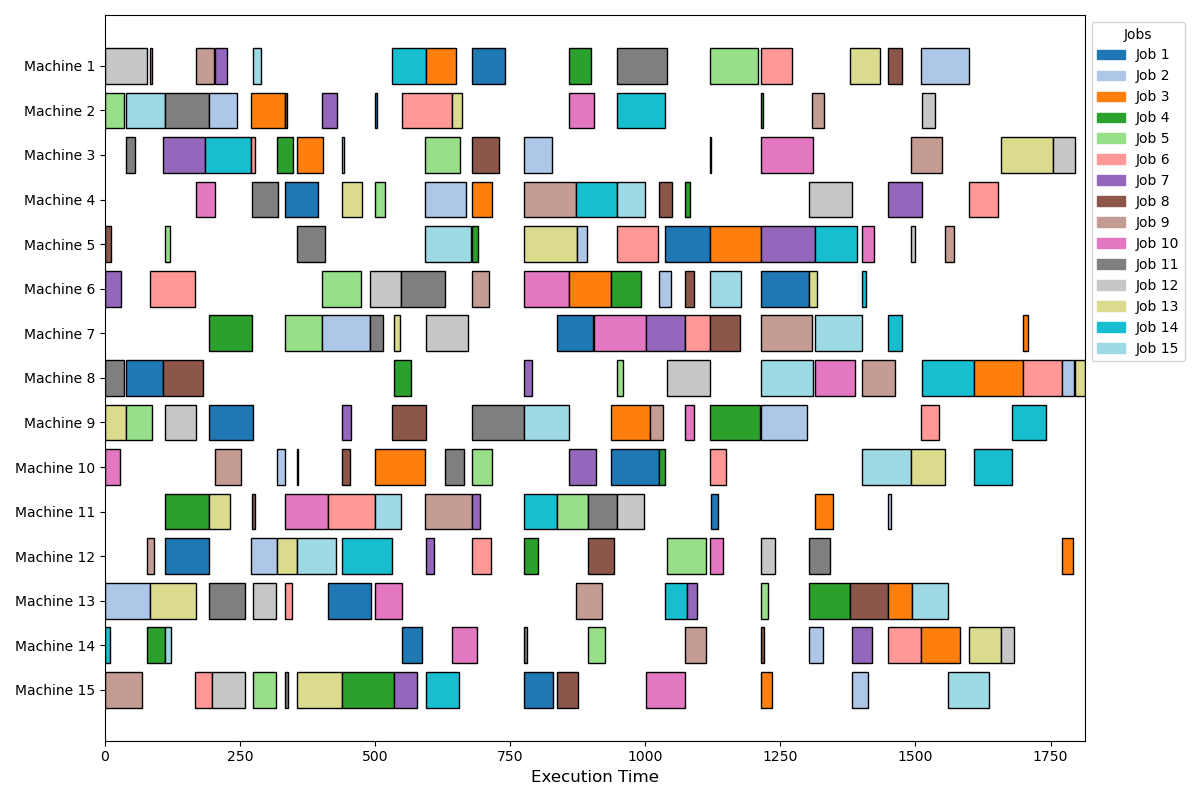 Machine 1
Machine 2
Machine 3
Machine 4
Machine 5
Machine 6
Machine 7
Machine 8
Machine 9
Machine 10
Machine 11
Machine 12
Machine 13
Machine 14
Machine 15
0 250 500 750 1000 1250 1500 1750
Execution Time
Jobs
Job 1
Job 2
Job 3
Job 4
Job 5
Job 6
Job 7
Job 8
Job 9
Job 10
Job 11
Job 12
Job 13
Job 14
Job 15